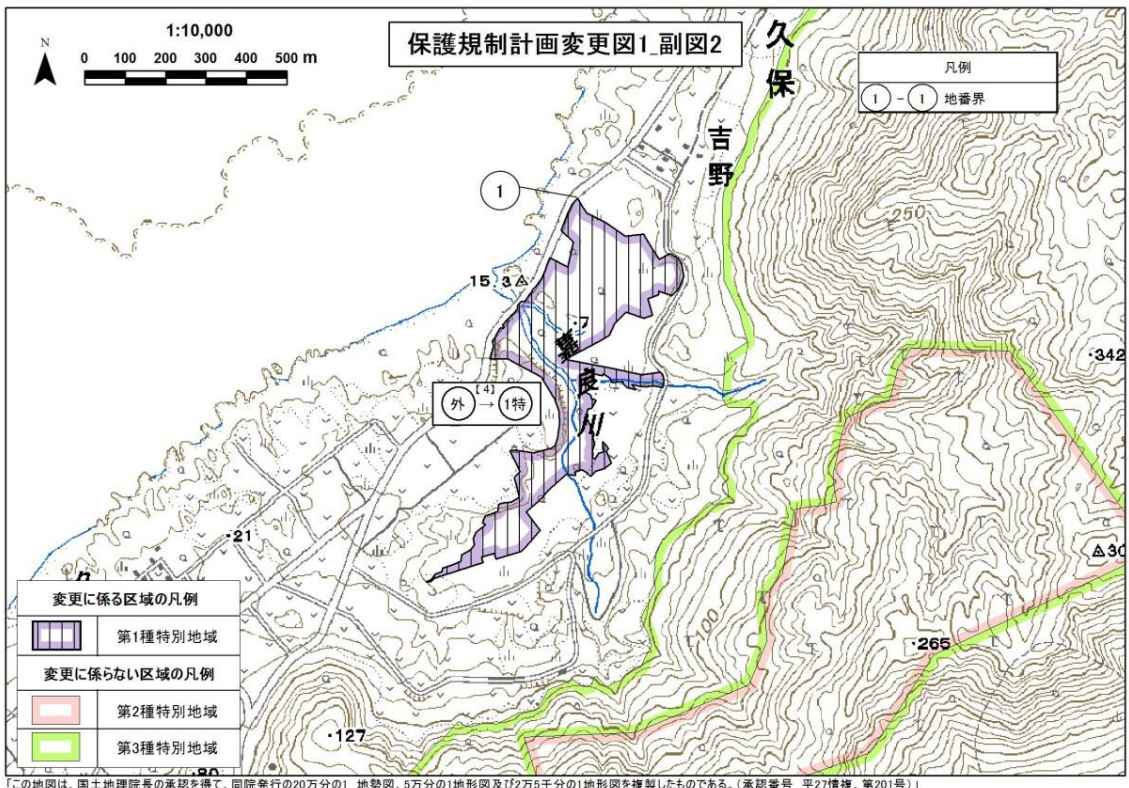 1:10,000
N
0 100 200 300 400 500 m
保護規制計画変更図1_副図2
凡例
① - ① 地番界
久保
吉野
①
250
15.3
・7
嘉良川
・342
【4】
外 → 1特
・21
100
・265
・127
・80
変更に係る区域の凡例
第1種特別地域
変更に係らない区域の凡例
第2種特別地域
第3種特別地域
「この地図は、国土地理院長の承認を得て、同院発行の20万分の1 地勢図、5万分の1地形図及び2万5千分の1地形図を複製したものである。(承認番号 平27情複、第201号)」